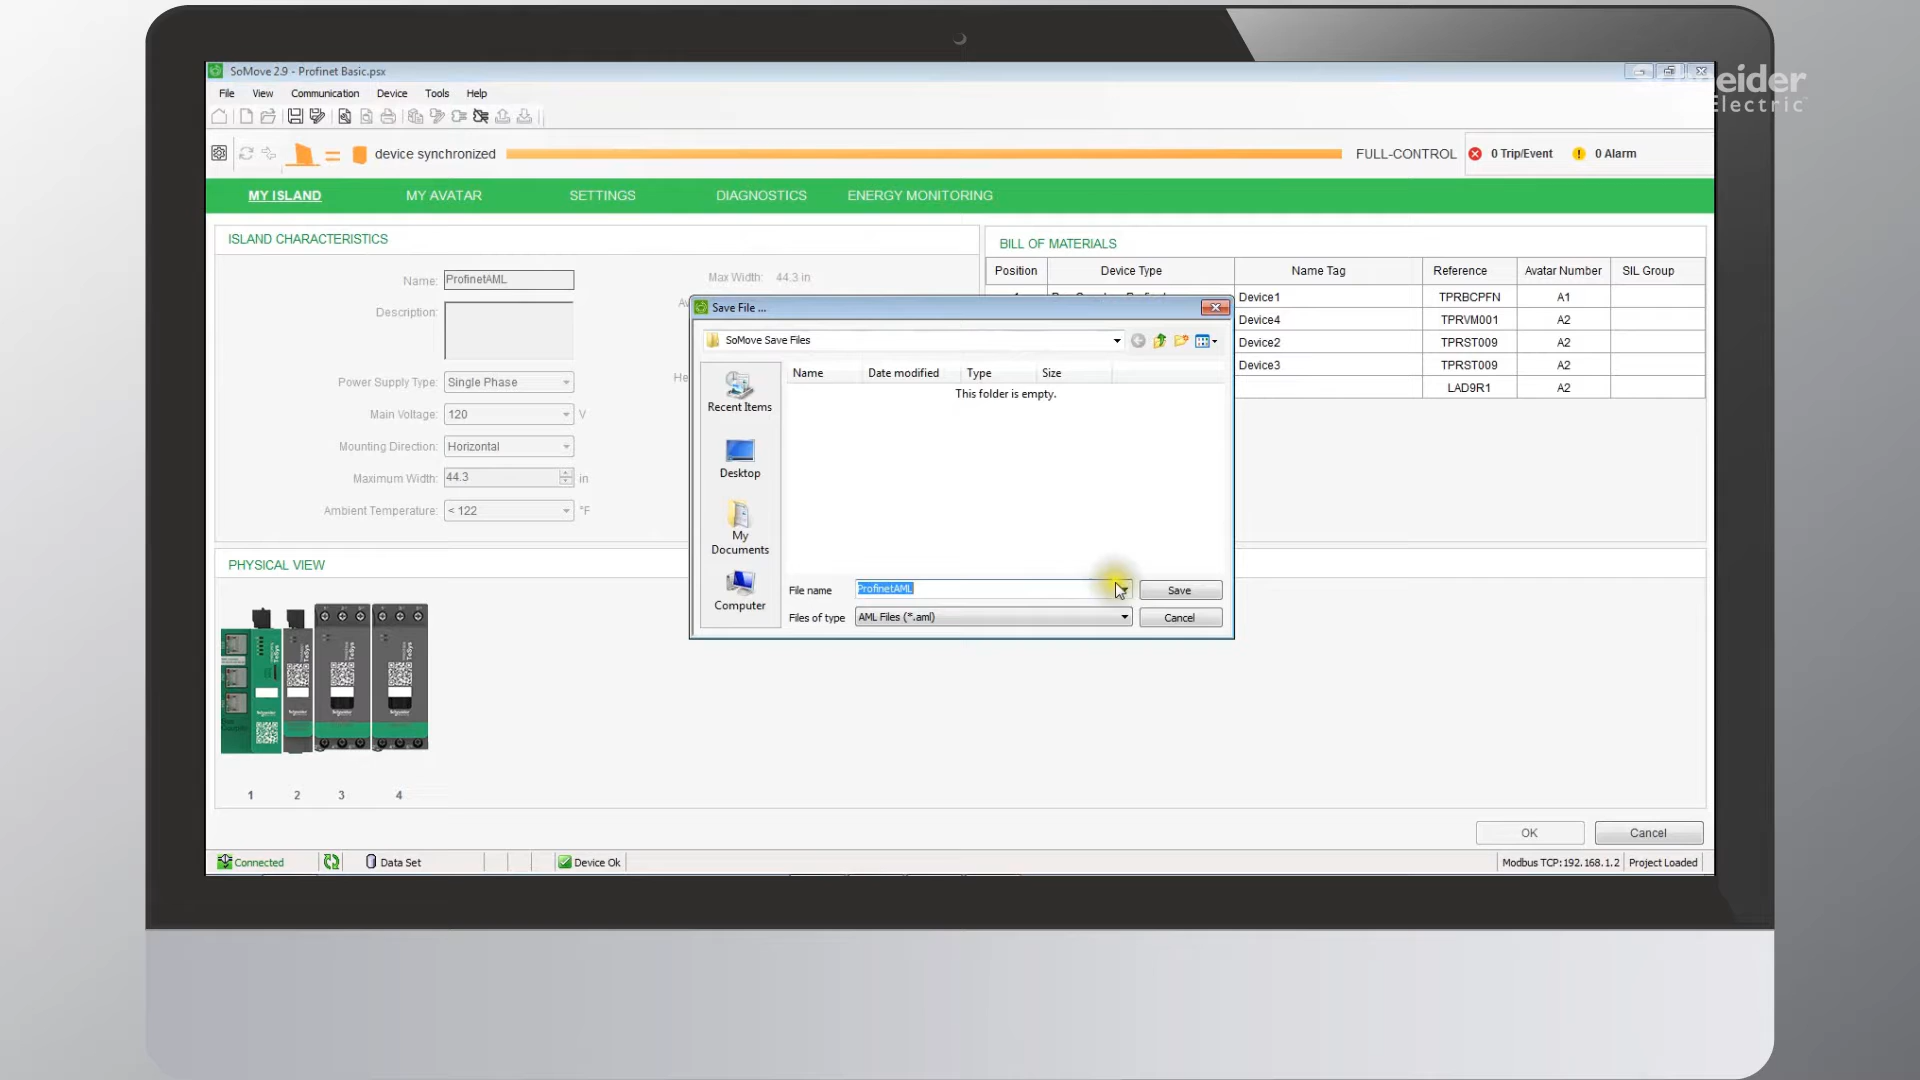 SoMove 2.9 - Profinet Basic.psx
neider
Electric
File View Communication Device Tools Help
device synchronized
FULL-CONTROL
0 Trip/Event
0 Alarm
MY ISLAND MY AVATAR SETTINGS DIAGNOSTICS ENERGY MONITORING
ISLAND CHARACTERISTICS
Name: ProfinetAML
Description:
Power Supply Type: Single Phase
Main Voltage: 120 V
Mounting Direction: Horizontal
Maximum Width: 44.3 in
Ambient Temperature: < 122 °F
Max Width: 44.3 in
He
BILL OF MATERIALS
Position Device Type Name Tag Reference Avatar Number SIL Group
Device1 TPRBCPFN A1
Device4 TPRVM001 A2
Device2 TPRST009 A2
Device3 TPRST009 A2
LAD9R1 A2
Save File ...
SoMove Save Files
Name Date modified Type Size
This folder is empty.
Recent Items
Desktop
My
Documents
Computer
File name ProfinetAML Save
Files of type AML Files (*.aml) Cancel
PHYSICAL VIEW
TeSys
TeSys
Schneider
Schneider
1 2 3 4
OK Cancel
Connected
Data Set
Device Ok
Modbus TCP:192.168.1.2
Project Loaded